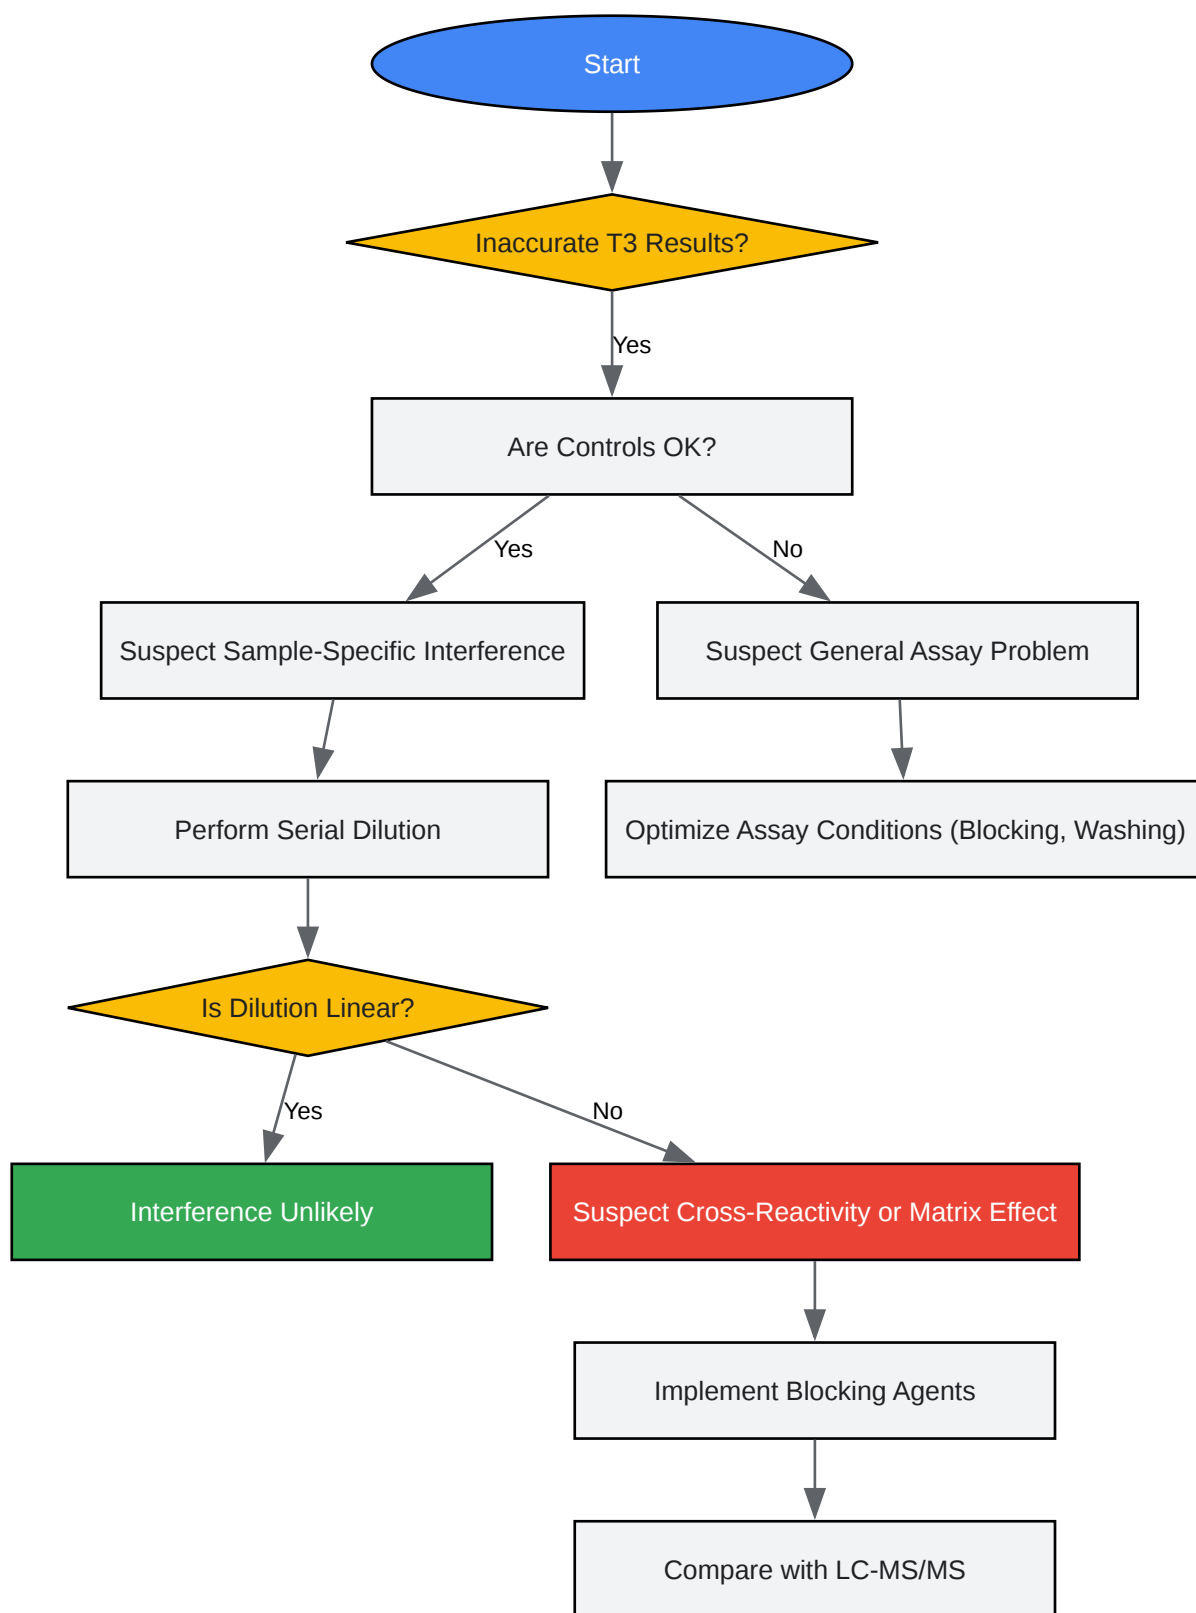 Start
Inaccurate T3 Results?
Yes
Are Controls OK?
Yes
No
Suspect Sample-Specific Interference
Suspect General Assay Problem
Perform Serial Dilution
Optimize Assay Conditions (Blocking, Washing)
Is Dilution Linear?
Yes
No
Interference Unlikely
Suspect Cross-Reactivity or Matrix Effect
Implement Blocking Agents
Compare with LC-MS/MS